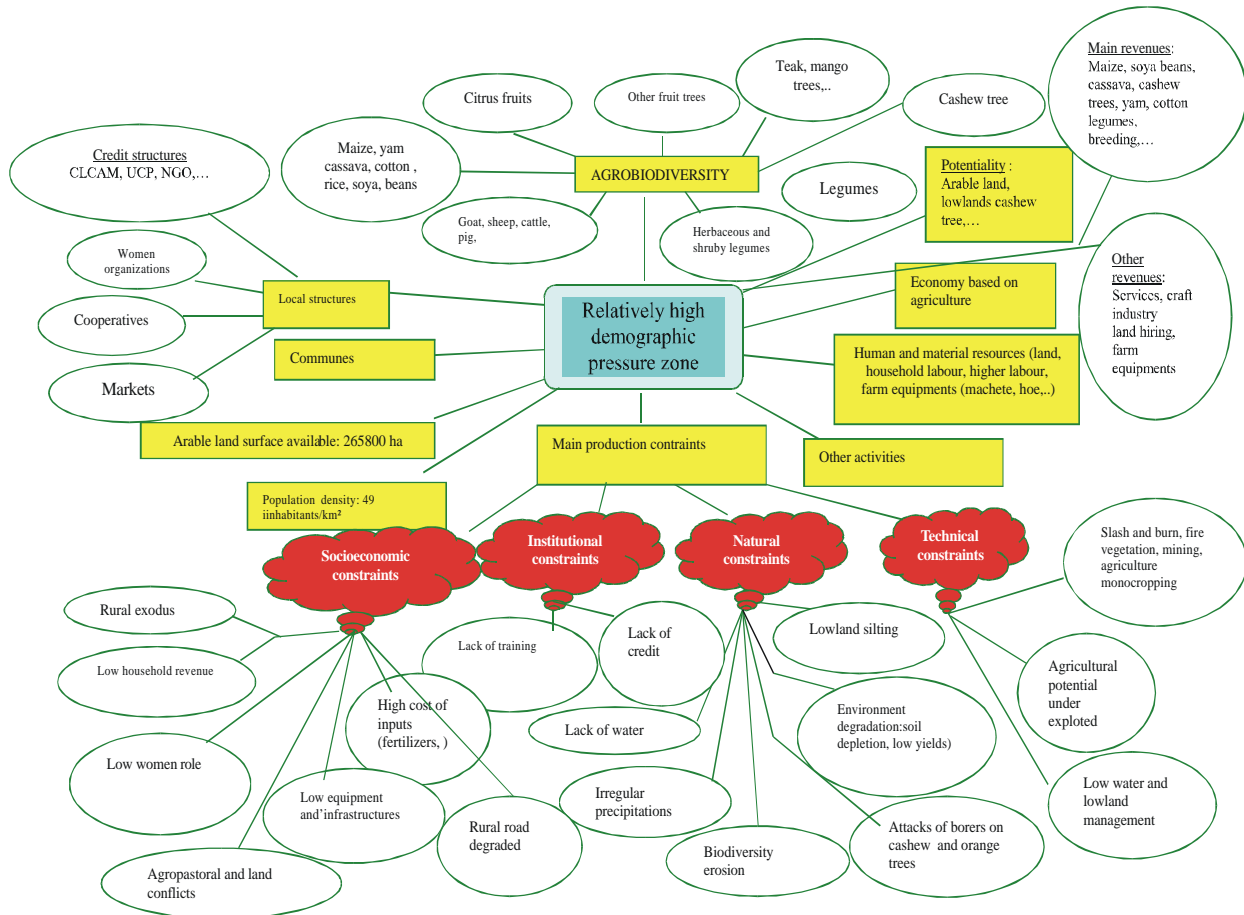 Teak, mango
trees,..
Main revenues:
Maize, soya beans,
cassava, cashew
trees, yam, cotton
legumes,
breeding,…
Citrus fruits
Other fruit trees
Cashew tree
Credit structures
CLCAM, UCP, NGO,…
Maize, yam
cassava, cotton ,
rice, soya, beans
AGROBIODIVERSITY
Legumes
Potentiality :
Arable land,
lowlands cashew
tree,…
Goat, sheep, cattle,
pig,
Herbaceous and
shruby legumes
Women
organizations
Local structures
Cooperatives
Markets
Communes
Relatively high
demographic
pressure zone
Economy based on
agriculture
Other
revenues:
Services, craft
industry
land hiring,
farm
equipments
Human and material resources (land,
household labour, higher labour,
farm equipments (machete, hoe,..)
Arable land surface available: 265800 ha
Main production contraints
Other activities
Population density: 49
iinhabitants/km²
Socioeconomic
constraints
Institutional
constraints
Natural
constraints
Technical
constraints
Slash and burn, fire
vegetation, mining,
agriculture
monocropping
Rural exodus
Low household revenue
Low women role
Agropastoral and land
conflicts
Low equipment
and'infrastructures
High cost of
inputs
(fertilizers, )
Rural road
degraded
Lack of training
Lack of
credit
Lack of water
Irregular
precipitations
Biodiversity
erosion
Lowland silting
Environment
degradation:soil
depletion, low yields)
Attacks of borers on
cashew and orange
trees
Agricultural
potential
under
exploted
Low water and
lowland
management